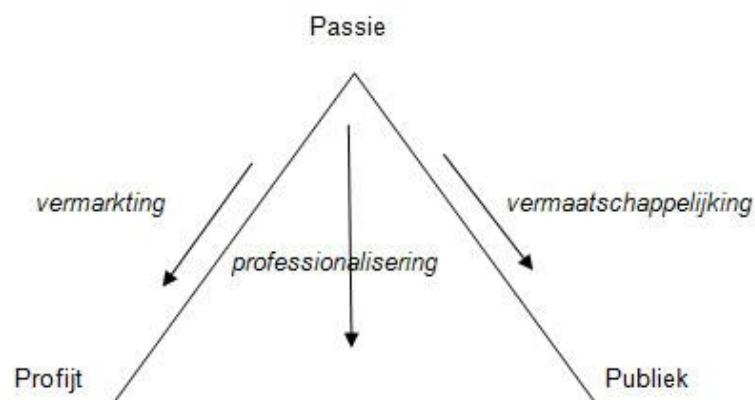 Passie
vermarkting
vermaatschappelijking
professionalisering
Profijt
Publiek